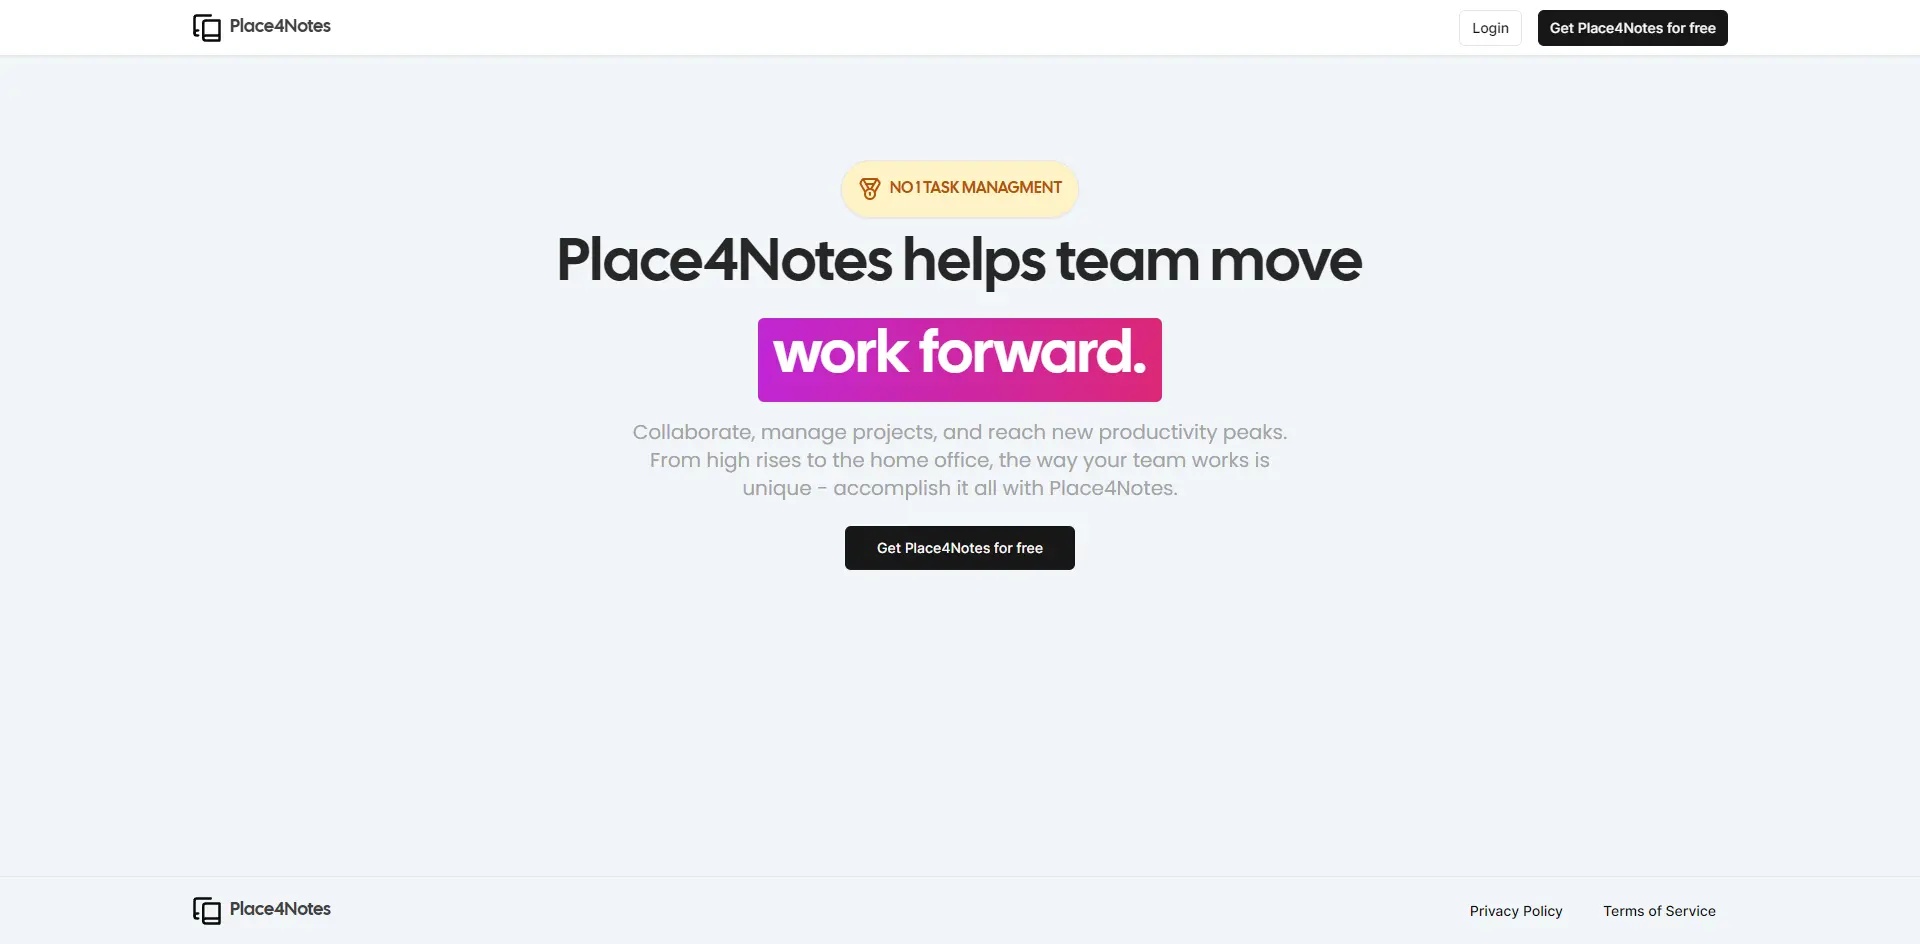 Place4Notes
Login
Get Place4Notes for free
NO 1 TASK MANAGMENT
Place4Notes helps team move
work forward.
Collaborate, manage projects, and reach new productivity peaks.
From high rises to the home office, the way your team works is
unique - accomplish it all with Place4Notes.
Get Place4Notes for free
Place4Notes
Privacy Policy
Terms of Service